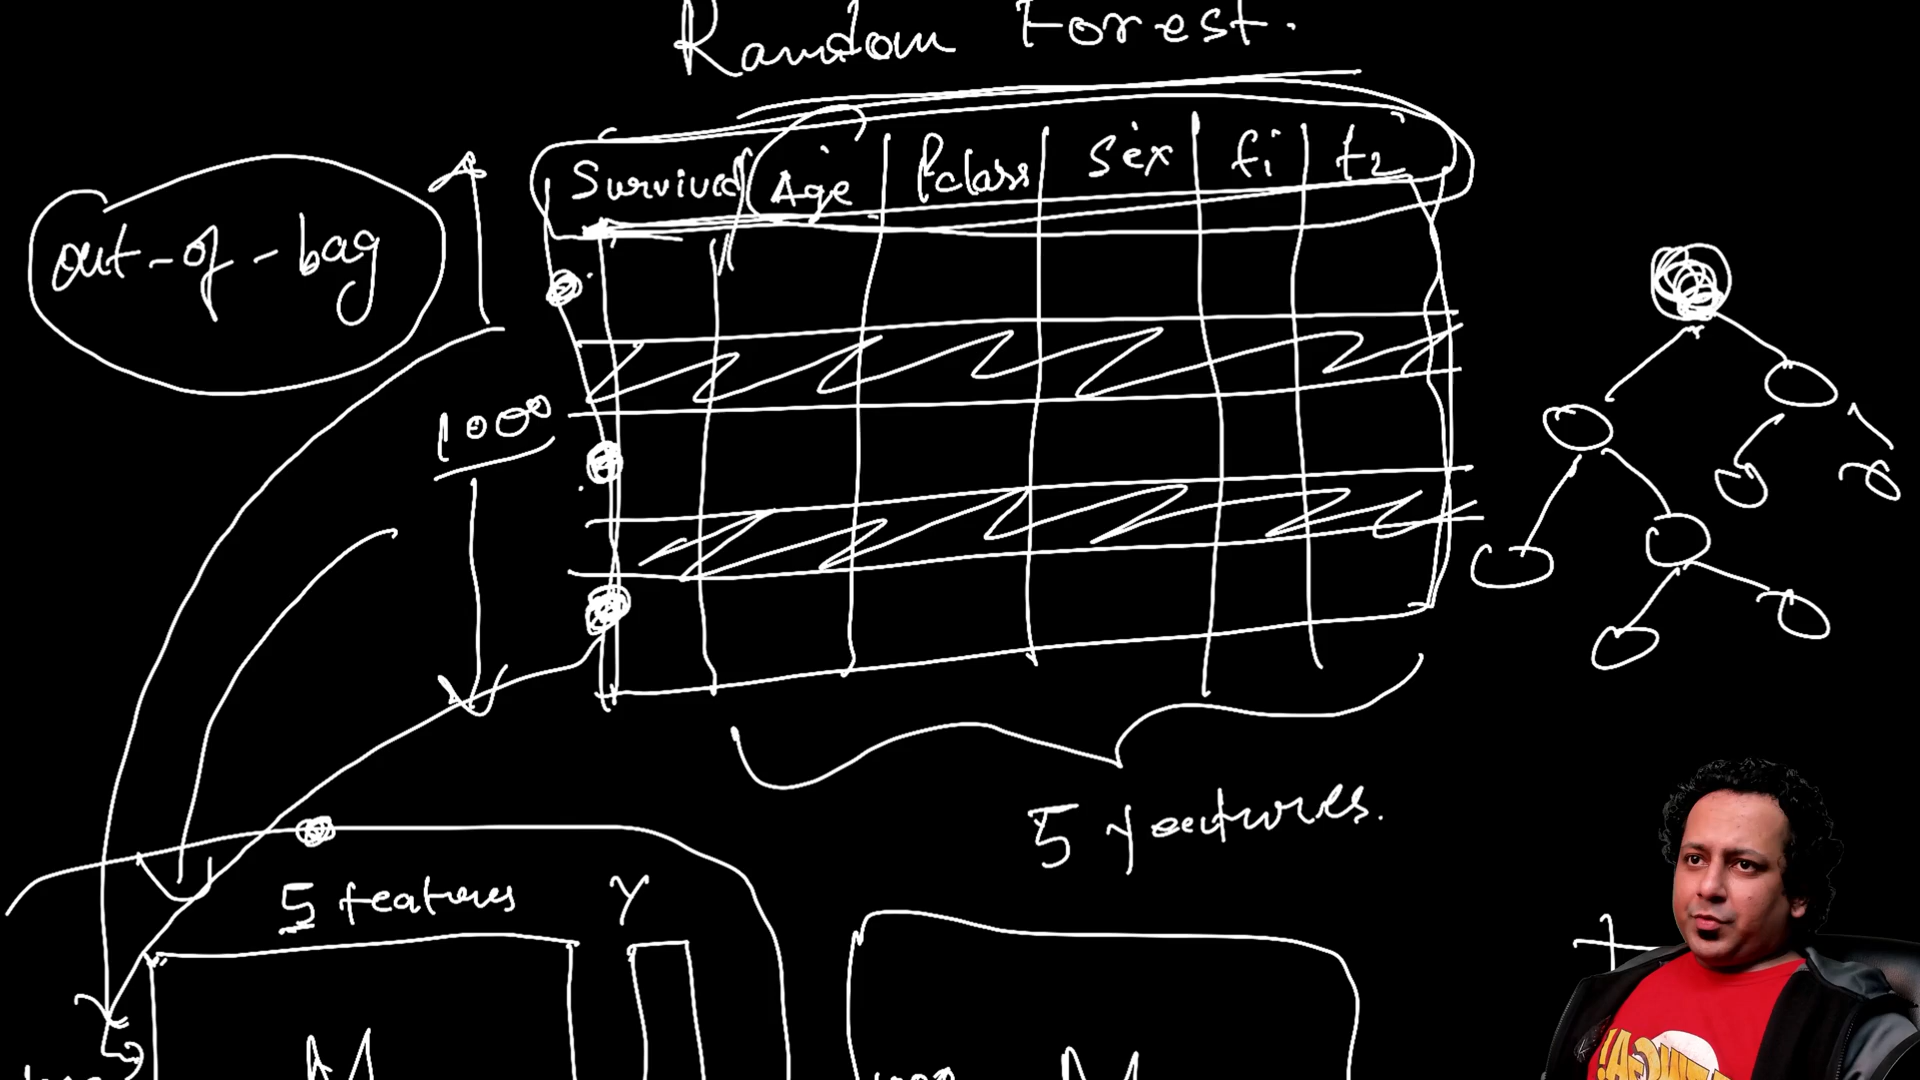 Random Forest.
Survived Age Pclass Sex f1 f2
out-of-bag
1000
5 features.
5 features Y
M M